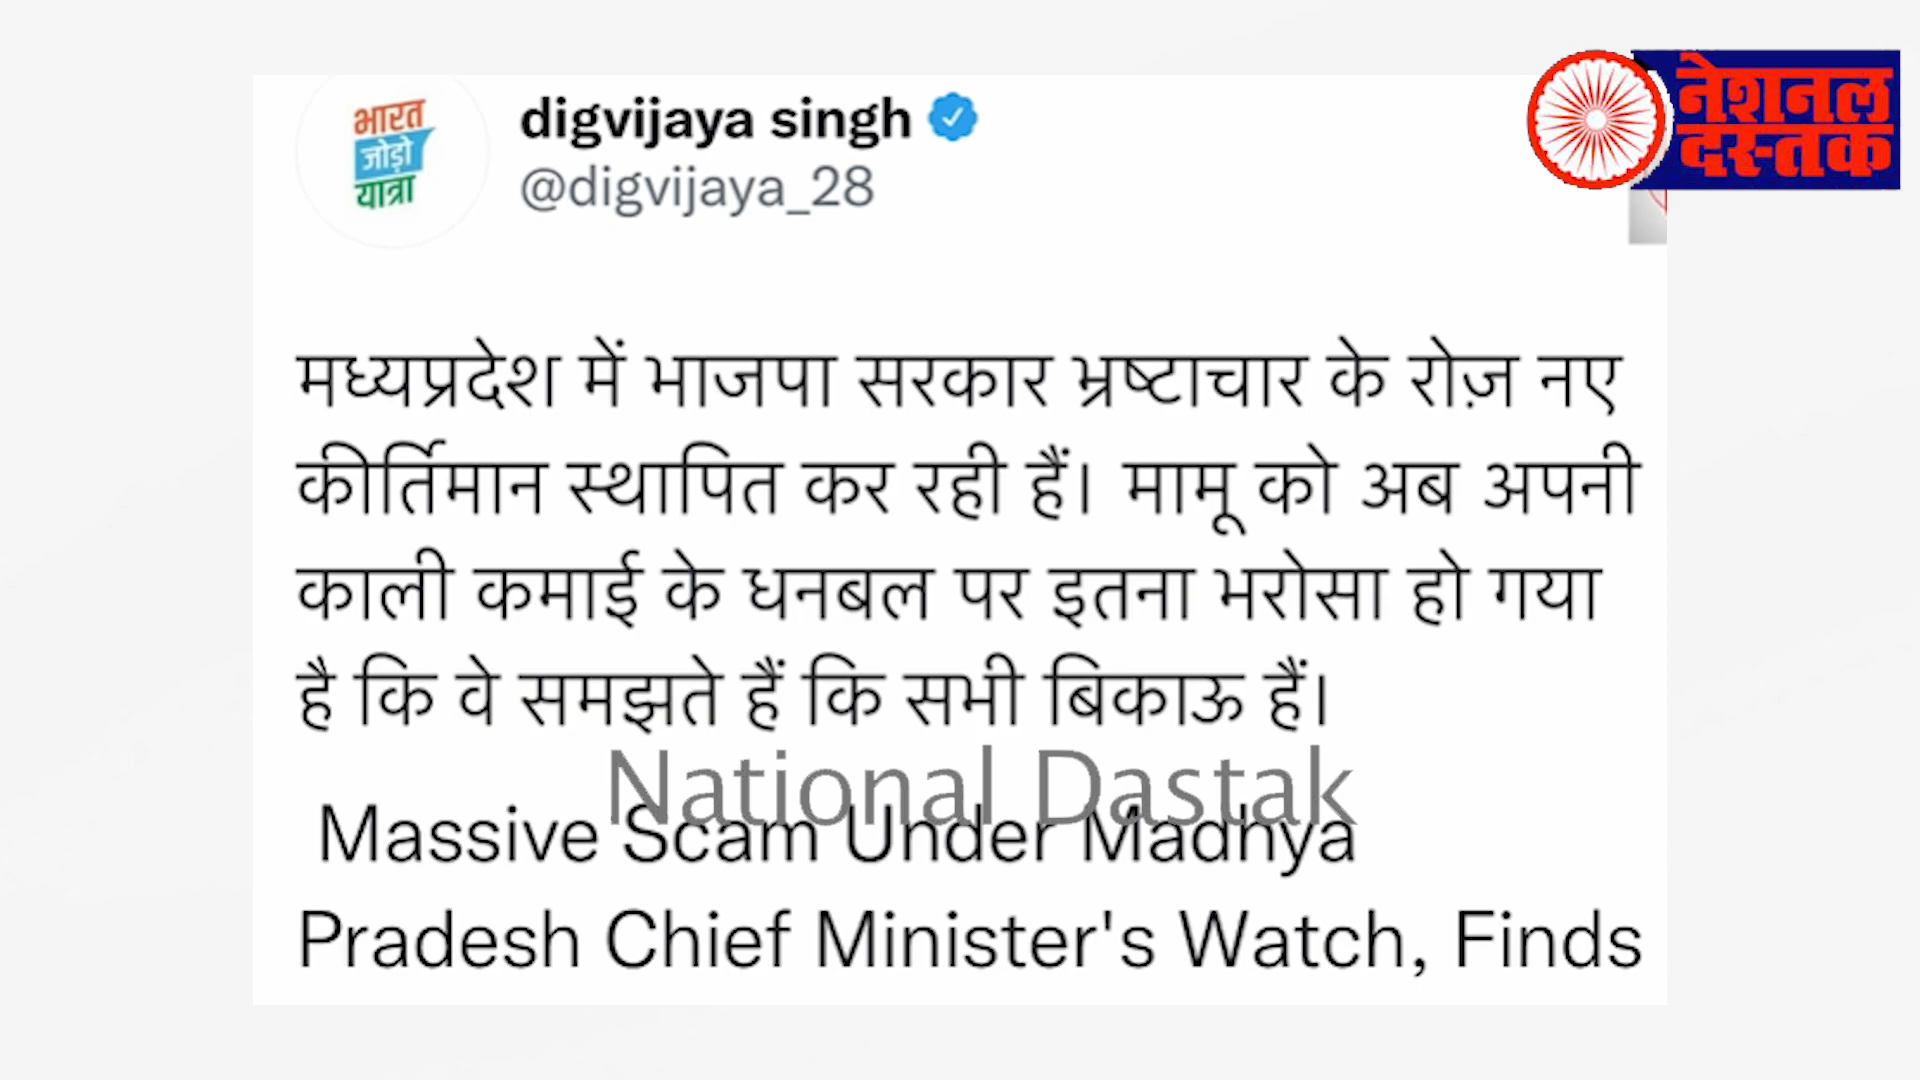 भारत
जोड़ो
यात्रा
digvijaya singh
@digvijaya_28
नेशनल
दस्तक
मध्यप्रदेश में भाजपा सरकार भ्रष्टाचार के रोज़ नए
कीर्तिमान स्थापित कर रही हैं। मामू को अब अपनी
काली कमाई के धनबल पर इतना भरोसा हो गया
है कि वे समझते हैं कि सभी बिकाऊ हैं।
National Dastak
Massive Scam Under Madhya
Pradesh Chief Minister's Watch, Finds